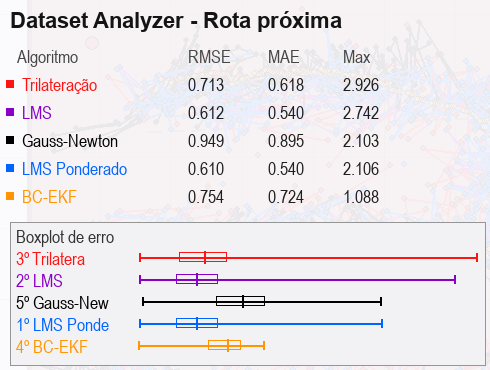 Dataset Analyzer - Rota próxima
Algoritmo RMSE MAE Max
Trilateração 0.713 0.618 2.926
LMS 0.612 0.540 2.742
Gauss-Newton 0.949 0.895 2.103
LMS Ponderado 0.610 0.540 2.106
BC-EKF 0.754 0.724 1.088
Boxplot de erro
3º Trilatera
2º LMS
5º Gauss-New
1º LMS Ponde
4º BC-EKF